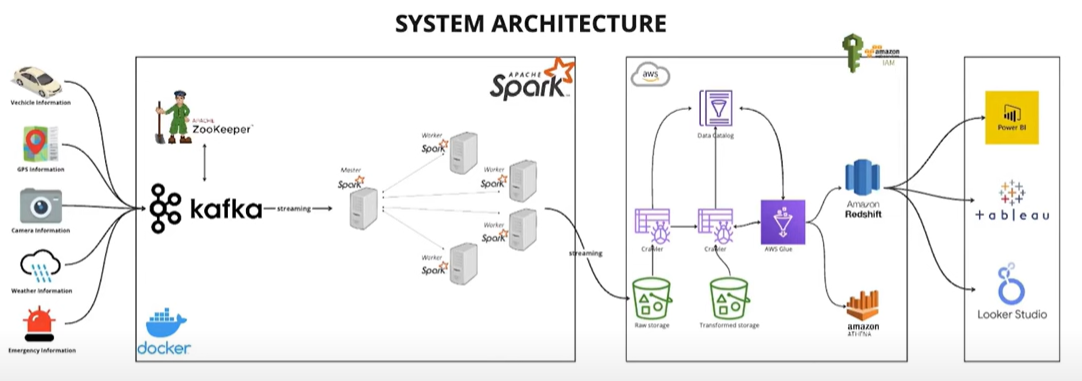 SYSTEM ARCHITECTURE
Vechicle Information
GPS Information
Camera Information
Weather Information
Emergency Information
APACHE
ZooKeeper
kafka
streaming
docker
APACHE
Spark
Master
Spark
Worker
Spark
Worker
Spark
Worker
Spark
Worker
Spark
streaming
aws
amazon
IAM
Data Catalog
Crawler
Crawler
AWS Glue
Raw storage
Transformed storage
Amazon
Redshift
amazon
ATHENA
Power BI
+ a b l e a u
Looker Studio